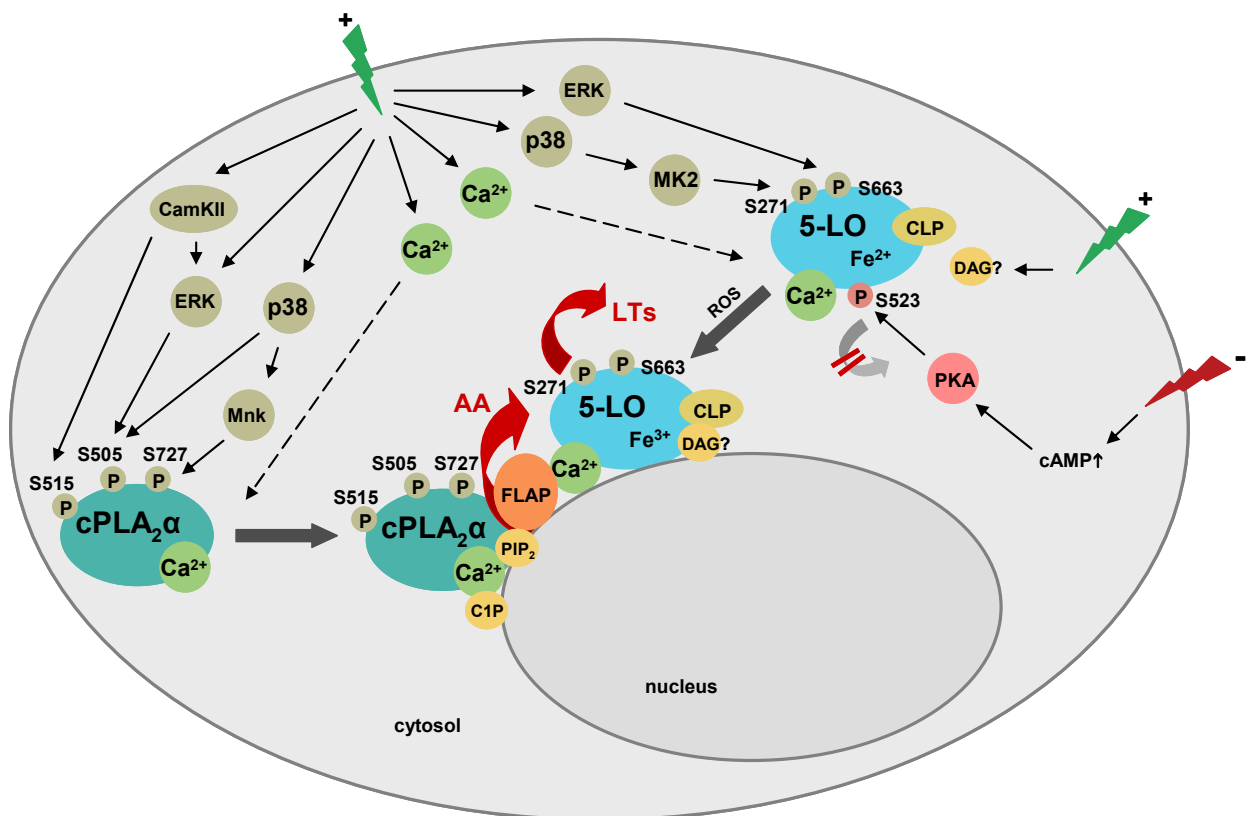 +
ERK
p38
MK2
P
P
S663
S271
5-LO
Fe²⁺
CLP
Ca²⁺
P
S523
DAG?
+
-
CamKII
Ca²⁺
Ca²⁺
ERK
p38
Mnk
ROS
LTs
PKA
cAMP↑
S505
S727
S515
P
P
P
cPLA₂α
Ca²⁺
AA
S271
P
P
S663
5-LO
Fe³⁺
CLP
DAG?
Ca²⁺
FLAP
S505
S727
S515
P
P
P
cPLA₂α
Ca²⁺
PIP₂
C1P
nucleus
cytosol